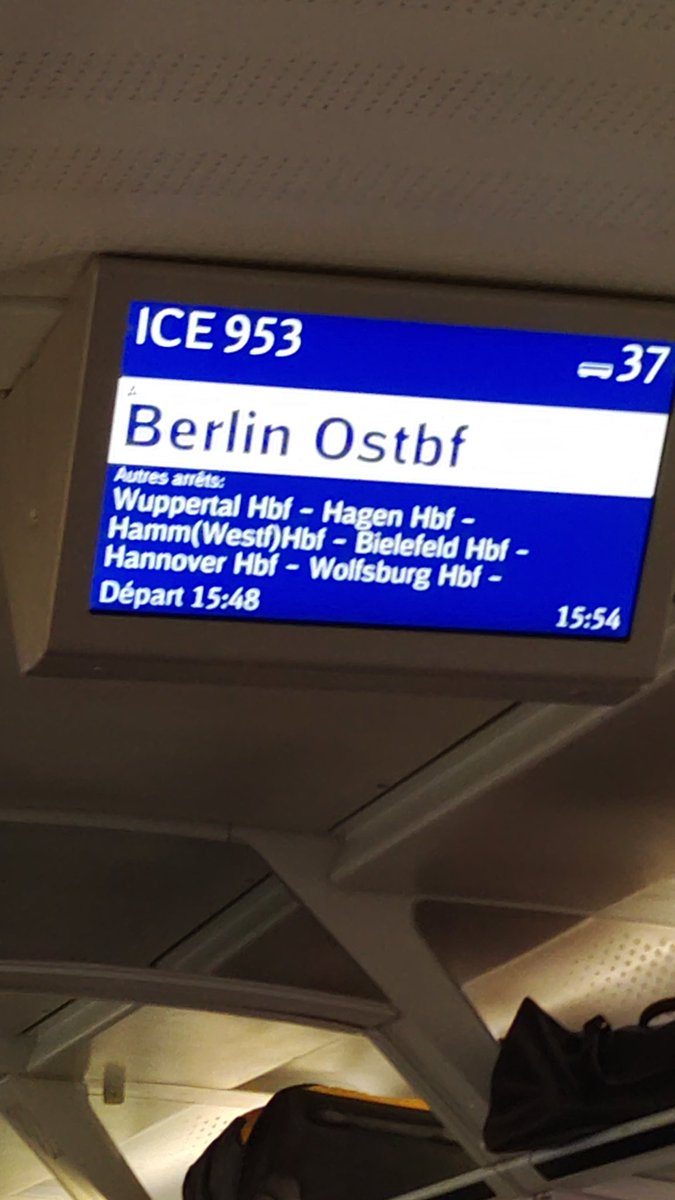 ICE 953
37
Berlin Ostbf
Autres arrêts:
Wuppertal Hbf - Hagen Hbf -
Hamm(Westf)Hbf - Bielefeld Hbf -
Hannover Hbf - Wolfsburg Hbf -
Départ 15:48
15:54